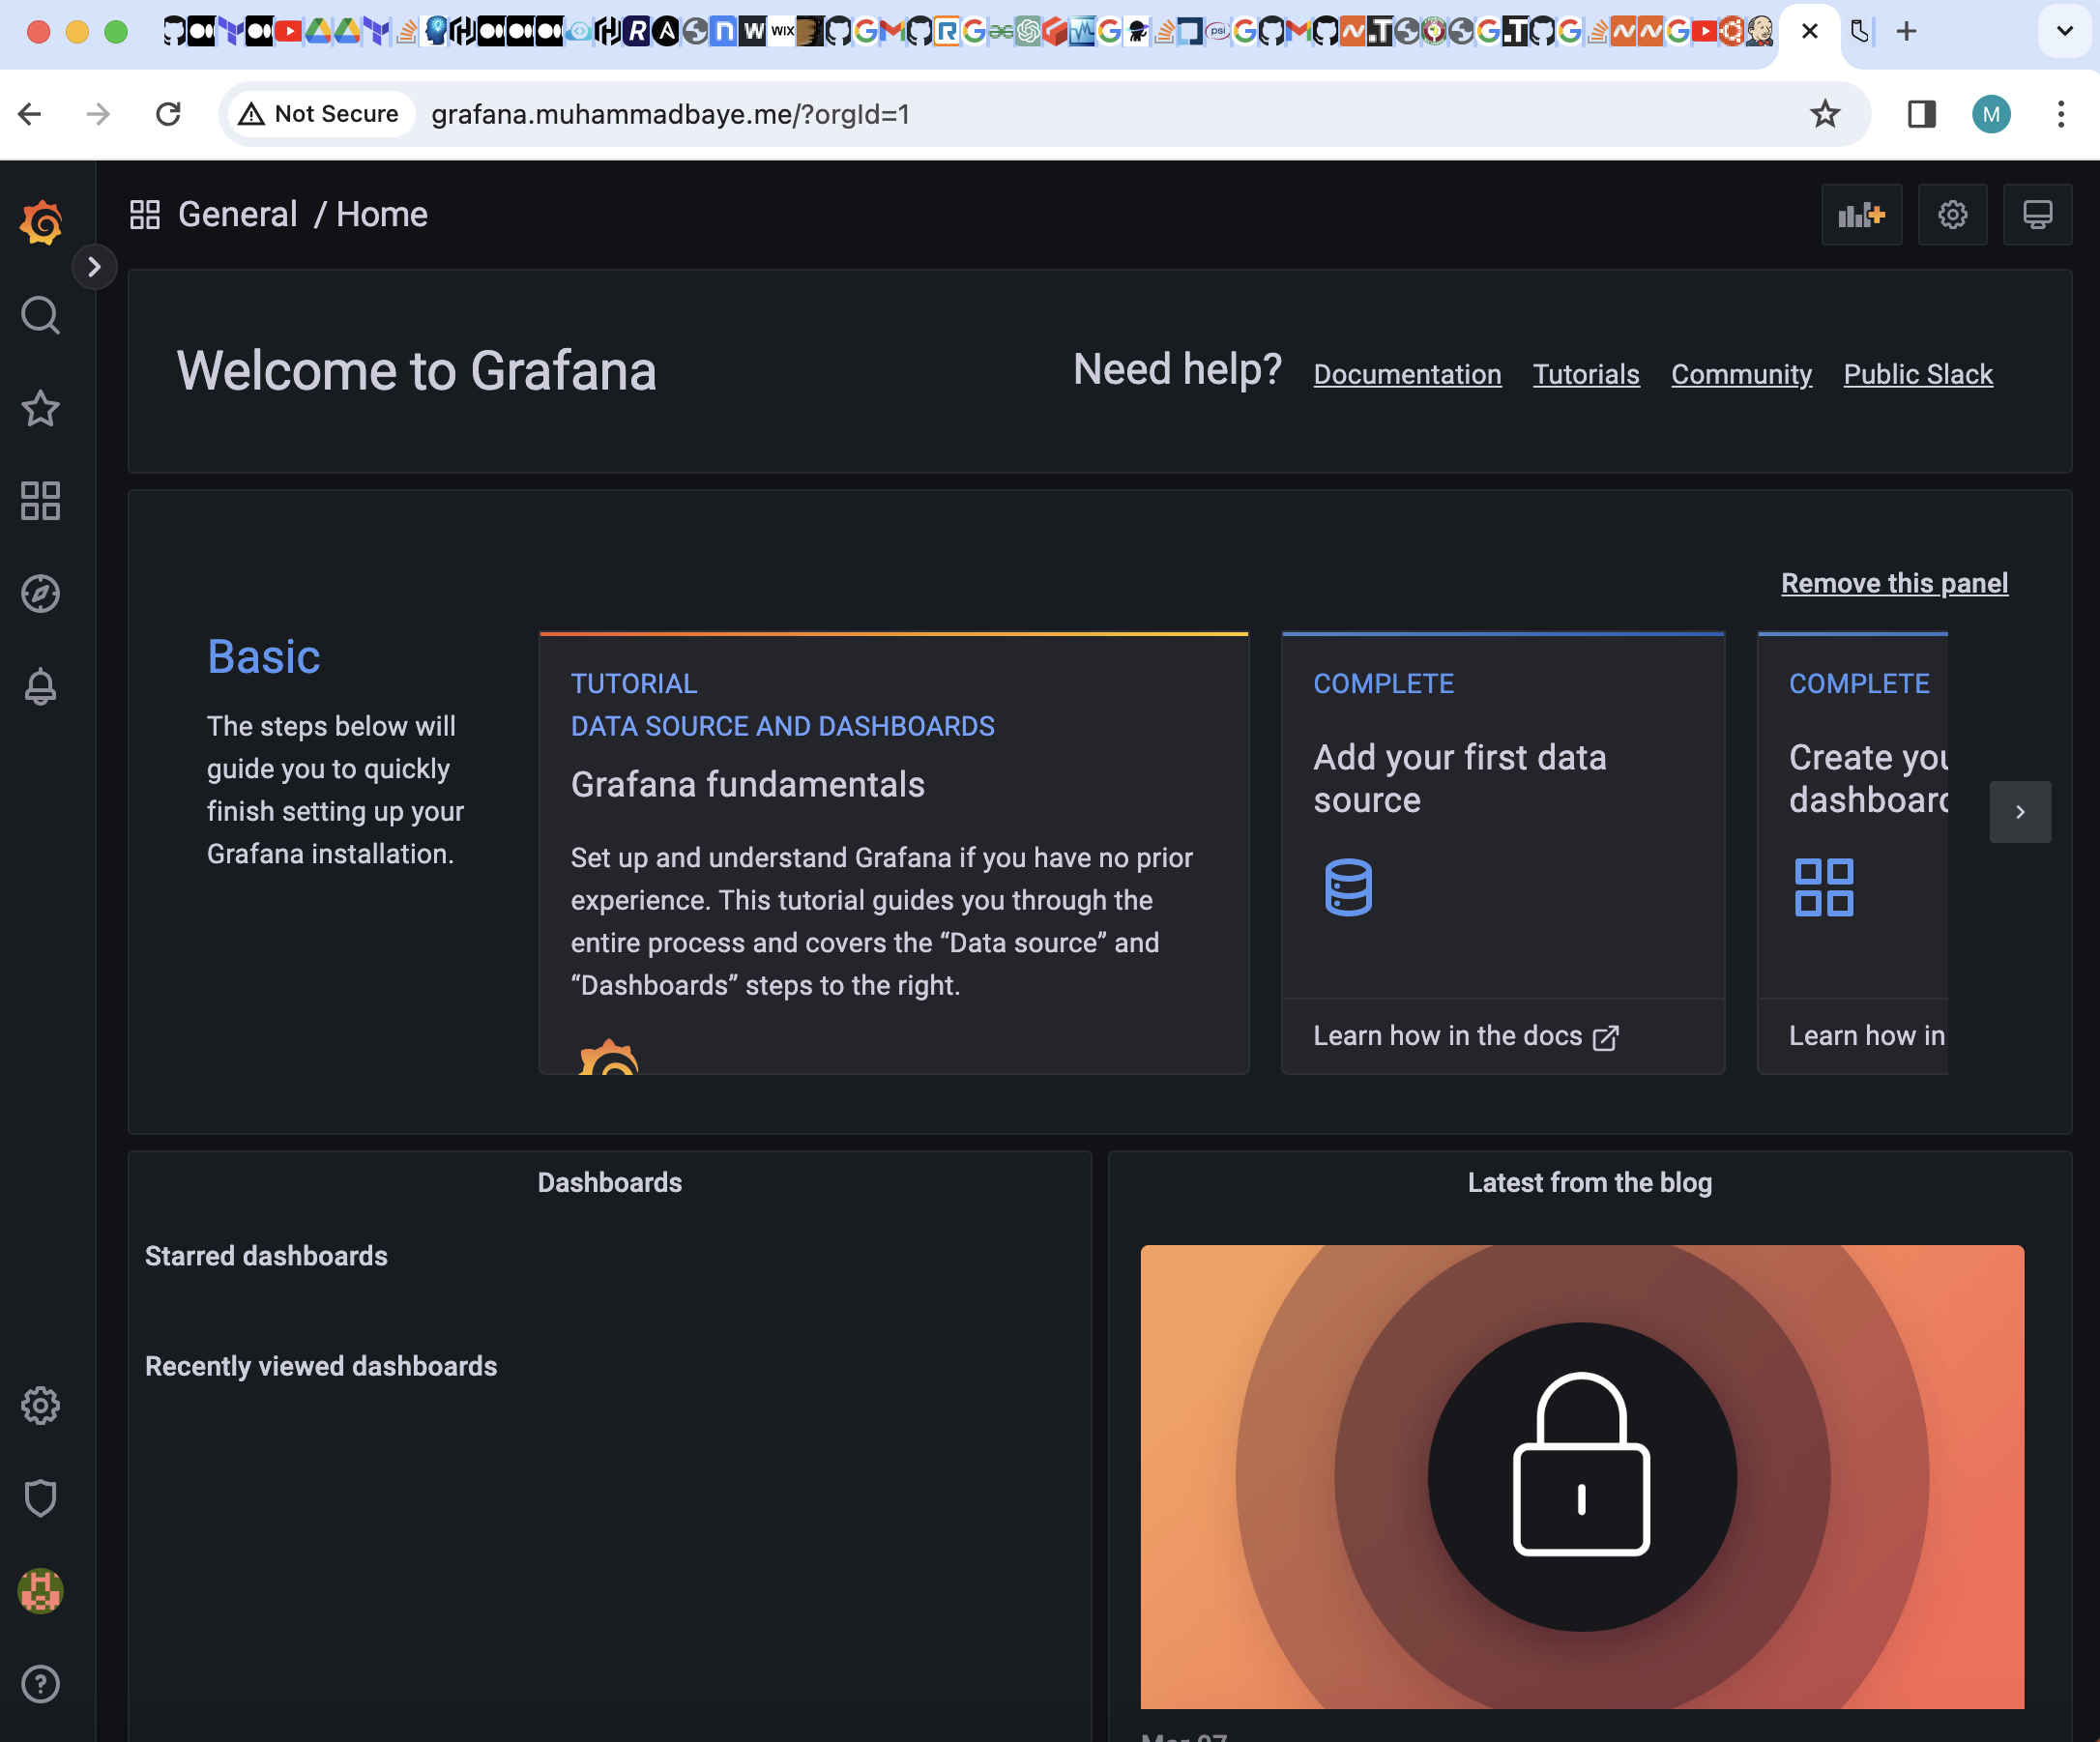 WIX
psi
Not Secure
grafana.muhammadbaye.me/?orgId=1
M
General / Home
Welcome to Grafana
Need help?
Documentation
Tutorials
Community
Public Slack
Remove this panel
Basic
The steps below will
guide you to quickly
finish setting up your
Grafana installation.
TUTORIAL
DATA SOURCE AND DASHBOARDS
Grafana fundamentals
Set up and understand Grafana if you have no prior
experience. This tutorial guides you through the
entire process and covers the “Data source” and
“Dashboards” steps to the right.
COMPLETE
Add your first data
source
Learn how in the docs
COMPLETE
Create you
dashboard
Learn how in
Dashboards
Starred dashboards
Recently viewed dashboards
Latest from the blog
Mar 07